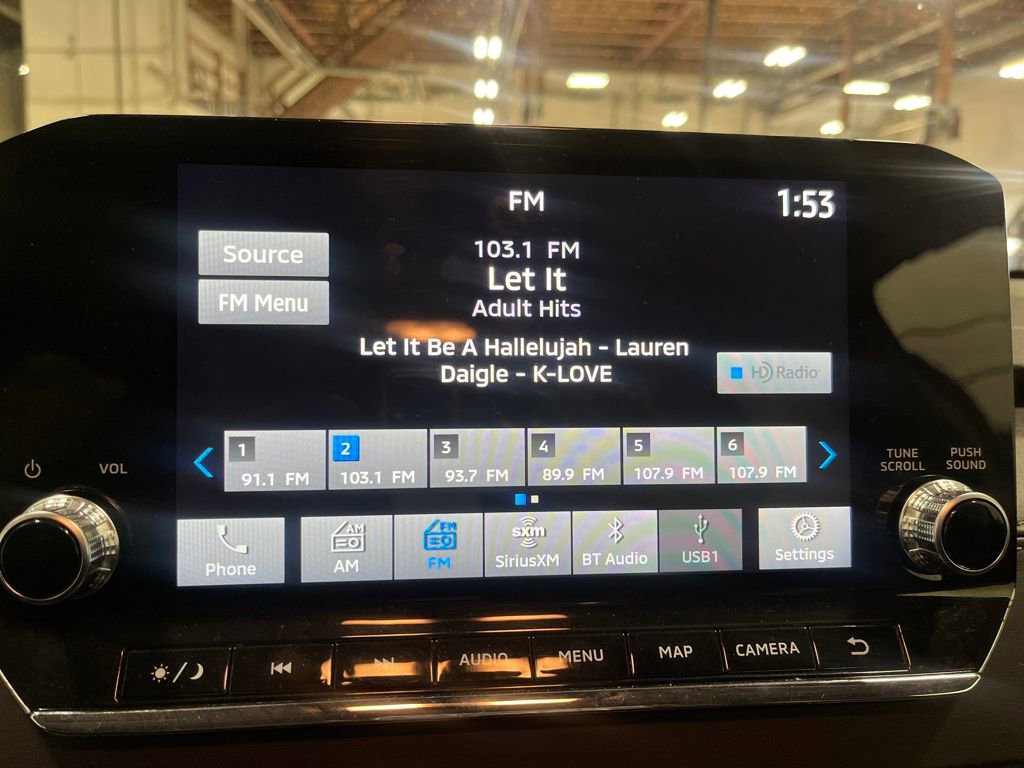 FM
1:53
Source
103.1 FM
Let It
FM Menu
Adult Hits
Let It Be A Hallelujah - Lauren
Daigle - K-LOVE
HD Radio
1 91.1 FM
2 103.1 FM
3 93.7 FM
4 89.9 FM
5 107.9 FM
6 107.9 FM
VOL
TUNE
SCROLL
PUSH
SOUND
Phone
AM
AM
FM
FM
sxm
SiriusXM
BT Audio
USB1
Settings
AUDIO
MENU
MAP
CAMERA